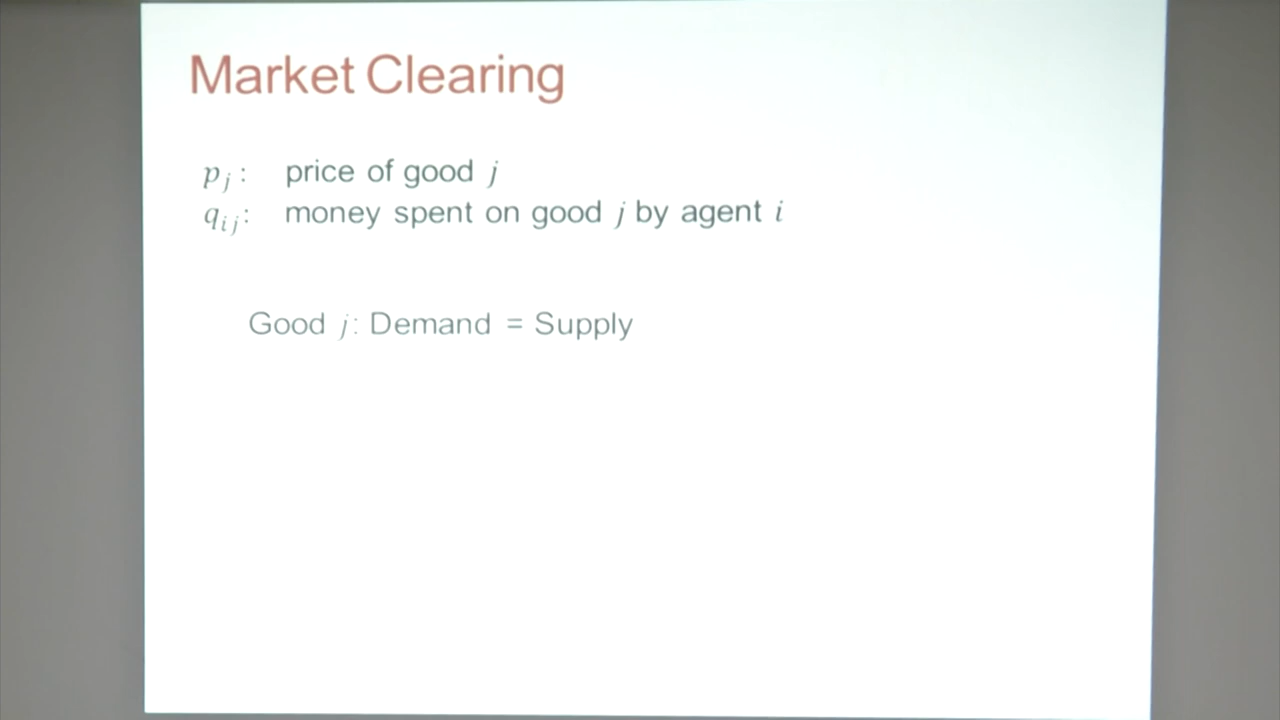 Market Clearing
p_j: price of good j
q_ij: money spent on good j by agent i
Good j: Demand = Supply